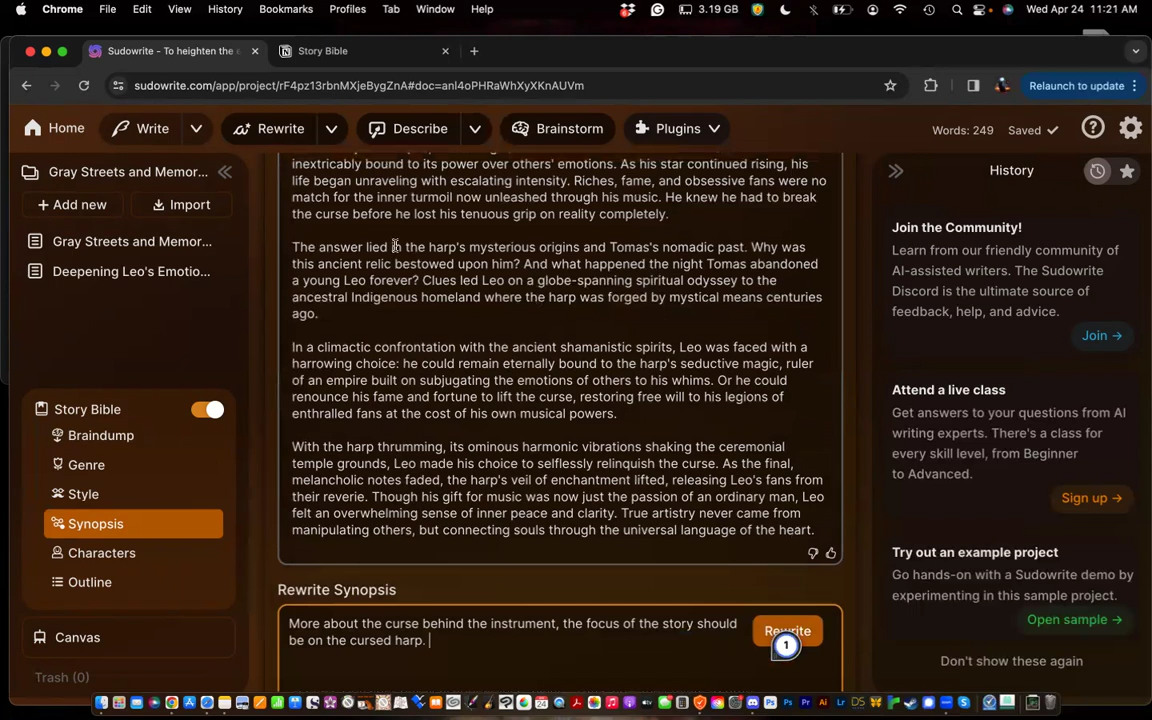 Chrome File Edit View History Bookmarks Profiles Tab Window Help 3.19 GB Wed Apr 24 11:21 AM
Sudowrite - To heighten the e Story Bible
sudowrite.com/app/project/rF4pz13rbnMXjeBygZnA#doc=anl4oPHRaWhXyXKnAUVm Relaunch to update
Home Write Rewrite Describe Brainstorm Plugins Words: 249 Saved
Gray Streets and Memor...
+ Add new Import
Gray Streets and Memor...
Deepening Leo's Emotio...
Story Bible
Braindump
Genre
Style
Synopsis
Characters
Outline
Canvas
Trash (0)
inextricably bound to its power over others' emotions. As his star continued rising, his
life began unraveling with escalating intensity. Riches, fame, and obsessive fans were no
match for the inner turmoil now unleashed through his music. He knew he had to break
the curse before he lost his tenuous grip on reality completely.
The answer lied in the harp's mysterious origins and Tomas's nomadic past. Why was
this ancient relic bestowed upon him? And what happened the night Tomas abandoned
a young Leo forever? Clues led Leo on a globe-spanning spiritual odyssey to the
ancestral Indigenous homeland where the harp was forged by mystical means centuries
ago.
In a climactic confrontation with the ancient shamanistic spirits, Leo was faced with a
harrowing choice: he could remain eternally bound to the harp's seductive magic, ruler
of an empire built on subjugating the emotions of others to his whims. Or he could
renounce his fame and fortune to lift the curse, restoring free will to his legions of
enthralled fans at the cost of his own musical powers.
With the harp thrumming, its ominous harmonic vibrations shaking the ceremonial
temple grounds, Leo made his choice to selflessly relinquish the curse. As the final,
melancholic notes faded, the harp's veil of enchantment lifted, releasing Leo's fans from
their reverie. Though his gift for music was now just the passion of an ordinary man, Leo
felt an overwhelming sense of inner peace and clarity. True artistry never came from
manipulating others, but connecting souls through the universal language of the heart.
Rewrite Synopsis
More about the curse behind the instrument, the focus of the story should
be on the cursed harp.
Rewrite
1
History
Join the Community!
Learn from our friendly community
of AI-assisted writers. The Sudowrite
Discord is the ultimate source of
feedback, help, and advice.
Join →
Attend a live class
Get answers to your questions from AI
writing experts. There's a class for
every skill level, from Beginner
to Advanced.
Sign up →
Try out an example project
Go hands-on with a Sudowrite demo by
experimenting in this sample project.
Open sample →
Don't show these again